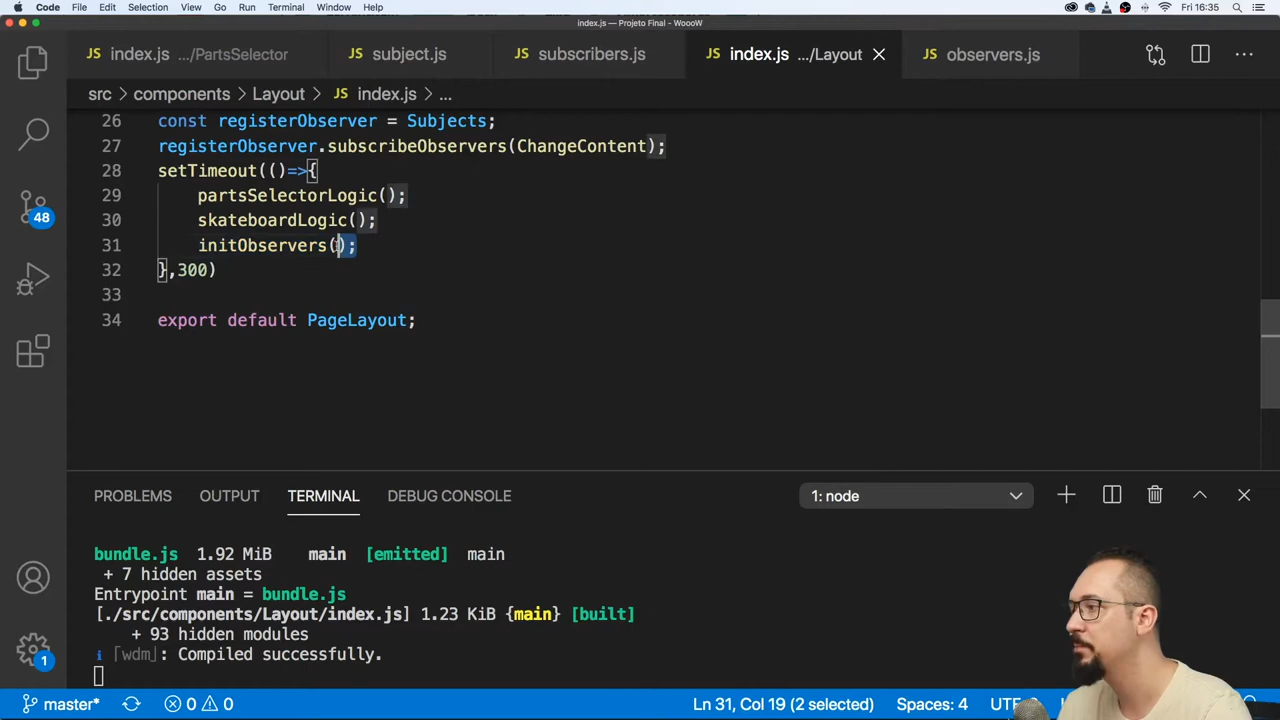 Code File Edit Selection View Go Run Terminal Window Help Fri 16:35
index.js — Projeto Final - WoooW
JS index.js .../PartsSelector JS subject.js JS subscribers.js JS index.js .../Layout JS observers.js
src > components > Layout > JS index.js > ...
26 const registerObserver = Subjects;
27 registerObserver.subscribeObservers(ChangeContent);
28 setTimeout(()=>{
29 partsSelectorLogic();
30 skateboardLogic();
31 initObservers();
32 },300)
33
34 export default PageLayout;
48
PROBLEMS OUTPUT TERMINAL DEBUG CONSOLE 1: node
bundle.js 1.92 MiB main [emitted] main
+ 7 hidden assets
Entrypoint main = bundle.js
[./src/components/Layout/index.js] 1.23 KiB {main} [built]
+ 93 hidden modules
i ｢wdm｣: Compiled successfully.
1
master* 0 0 Ln 31, Col 19 (2 selected) Spaces: 4